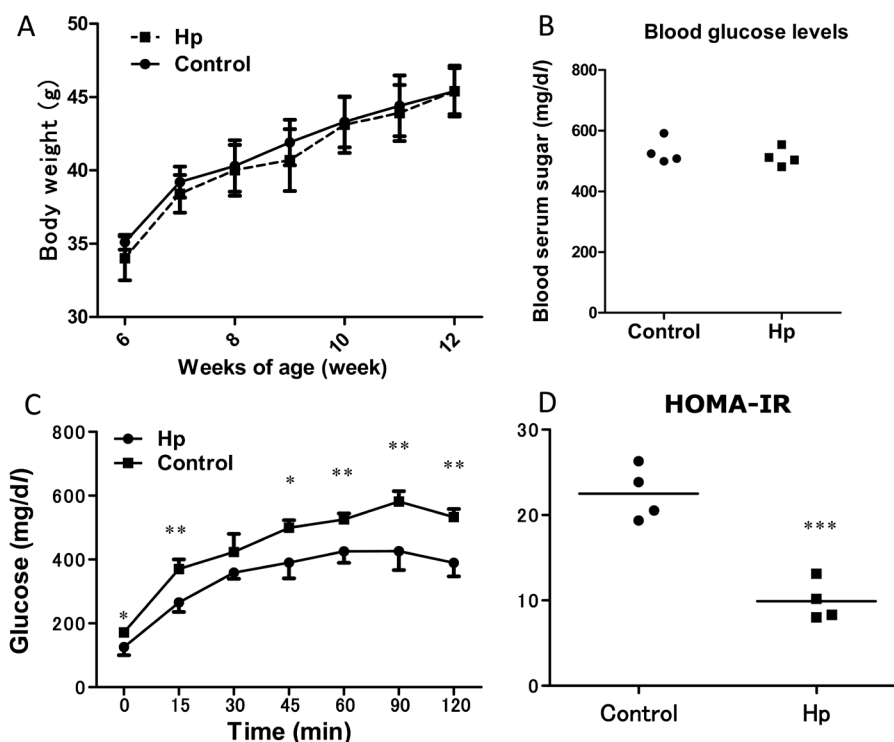 A
50
45
40
35
30
Body weight (g)
Hp
Control
6
8
10
12
Weeks of age (week)
B
Blood glucose levels
800
600
400
200
0
Blood serum sugar (mg/dl)
Control
Hp
C
800
600
400
200
0
Glucose (mg/dl)
Hp
Control
*
**
*
**
**
**
0
15
30
45
60
90
120
Time (min)
D
HOMA-IR
30
20
10
0
***
Control
Hp